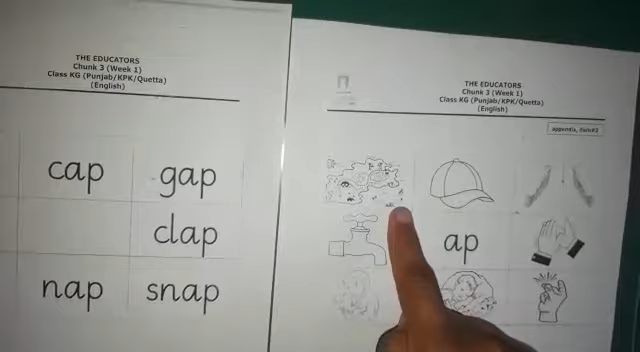 THE EDUCATORS
Chunk 3 (Week 1)
Class KG (Punjab/KPK/Quetta)
(English)
cap gap
clap
nap snap
THE EDUCATORS
Chunk 3 (Week 1)
Class KG (Punjab/KPK/Quetta)
(English)
ap